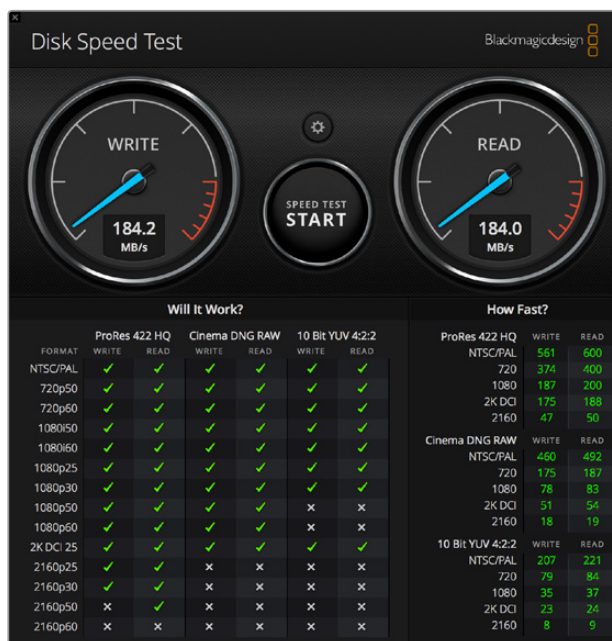 Disk Speed Test
Blackmagicdesign
WRITE
184.2
MB/s
SPEED TEST
START
READ
184.0
MB/s
Will It Work?
ProRes 422 HQ Cinema DNG RAW 10 Bit YUV 4:2:2
FORMAT WRITE READ WRITE READ WRITE READ
NTSC/PAL ✓ ✓ ✓ ✓ ✓ ✓
720p50 ✓ ✓ ✓ ✓ ✓ ✓
720p60 ✓ ✓ ✓ ✓ ✓ ✓
1080i50 ✓ ✓ ✓ ✓ ✓ ✓
1080i60 ✓ ✓ ✓ ✓ ✓ ✓
1080p25 ✓ ✓ ✓ ✓ ✓ ✓
1080p30 ✓ ✓ ✓ ✓ ✓ ✓
1080p50 ✓ ✓ ✓ ✓ × ×
1080p60 ✓ ✓ ✓ ✓ × ×
2K DCI 25 ✓ ✓ ✓ ✓ ✓ ✓
2160p25 ✓ ✓ × × × ×
2160p30 ✓ ✓ × × × ×
2160p50 × ✓ × × × ×
2160p60 × × × × × ×
How Fast?
ProRes 422 HQ WRITE READ
NTSC/PAL 561 600
720 374 400
1080 187 200
2K DCI 175 188
2160 47 50
Cinema DNG RAW WRITE READ
NTSC/PAL 460 492
720 175 187
1080 78 83
2K DCI 51 54
2160 18 19
10 Bit YUV 4:2:2 WRITE READ
NTSC/PAL 207 221
720 79 84
1080 35 37
2K DCI 23 24
2160 8 9